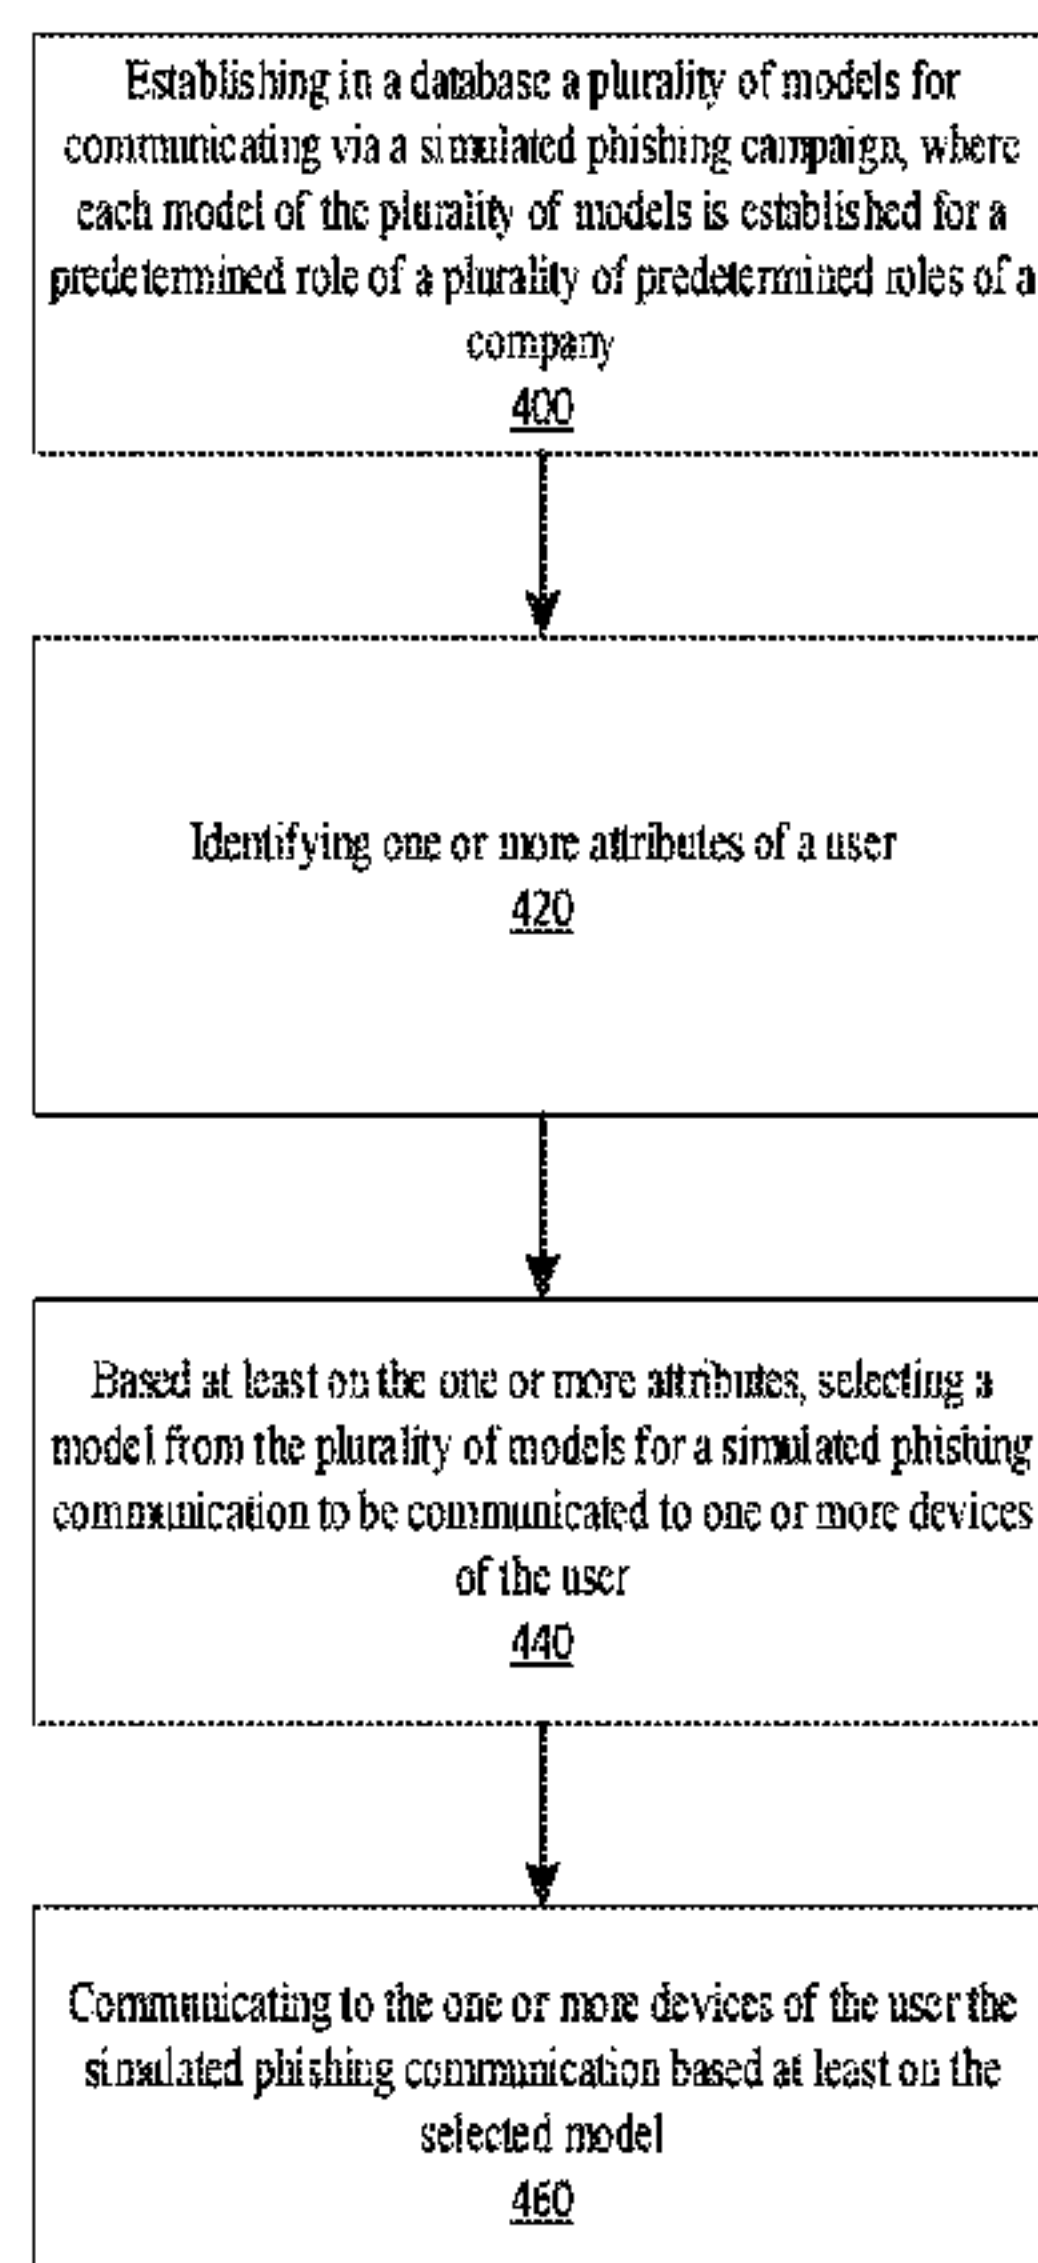 Establishing in a database a plurality of models for
communicating via a simulated phishing campaign, where
each model of the plurality of models is established for a
predetermined role of a plurality of predetermined roles of a
company
400
Identifying one or more attributes of a user
420
Based at least on the one or more attributes, selecting a
model from the plurality of models for a simulated phishing
communication to be communicated to one or more devices
of the user
440
Communicating to the one or more devices of the user the
simulated phishing communication based at least on the
selected model
460